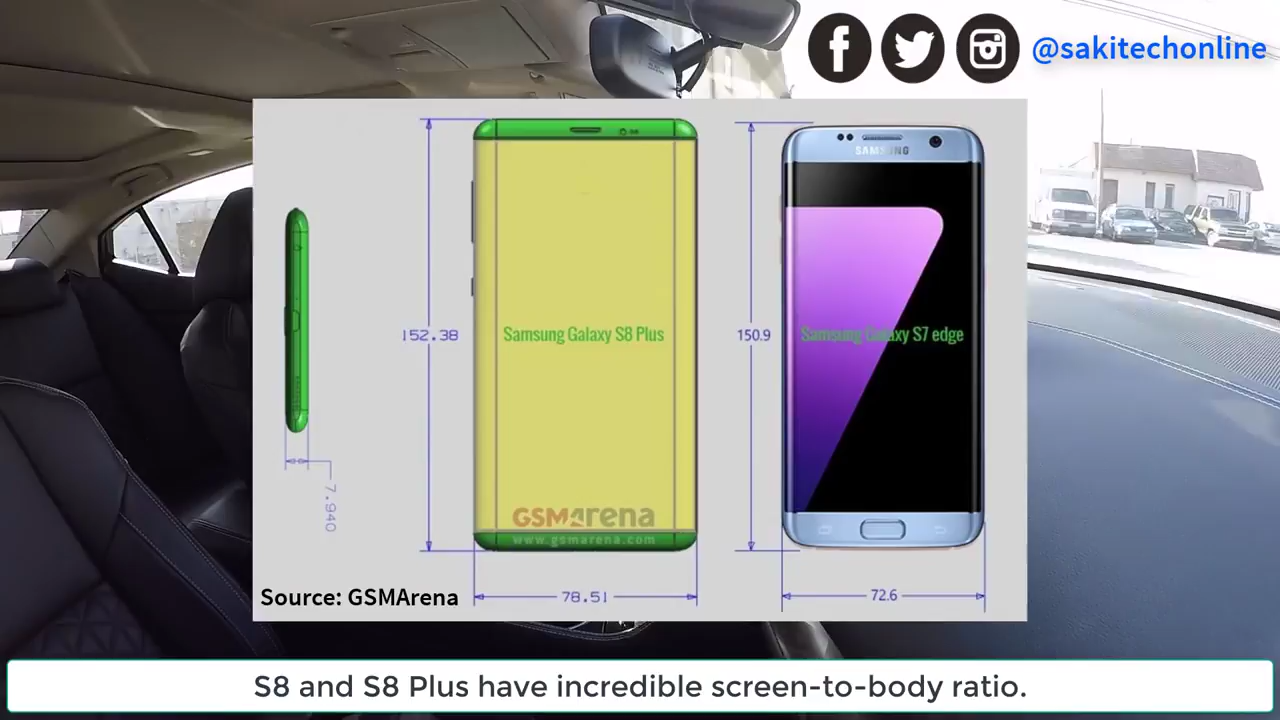 @sakitechonline
SAMSUNG
152.38
Samsung Galaxy S8 Plus
150.9
Samsung Galaxy S7 edge
7.940
GSMArena
www.gsmarena.com
Source: GSMArena
78.51
72.6
S8 and S8 Plus have incredible screen-to-body ratio.